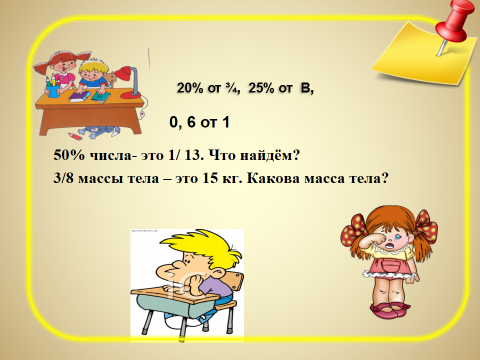 20% от ¾, 25% от В,
0, 6 от 1
50% числа- это 1/ 13. Что найдём?
3/8 массы тела – это 15 кг. Какова масса тела?